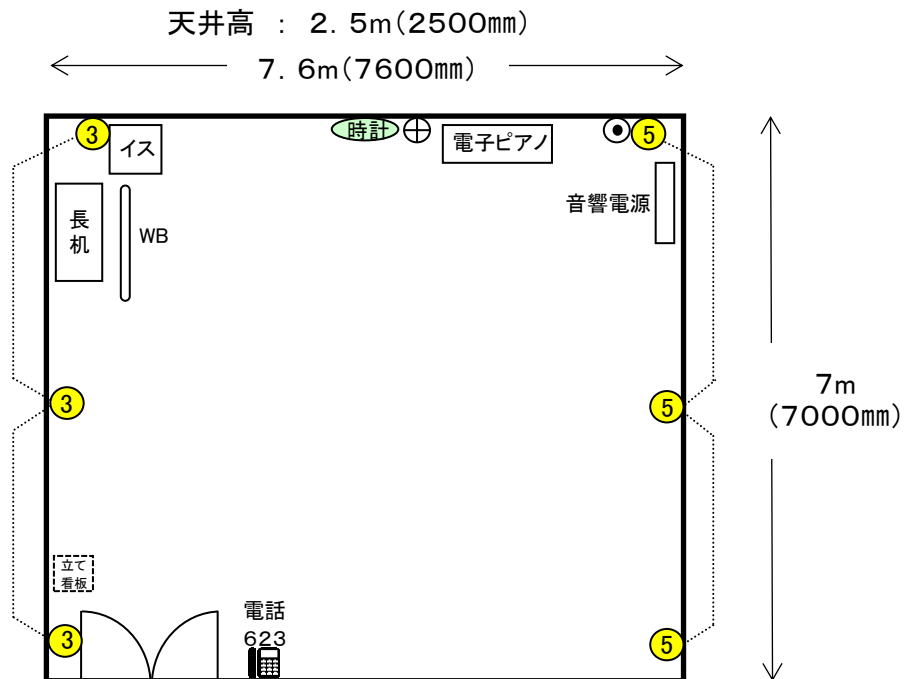 天井高 : 2.5m(2500㎜)
7.6m(7600㎜)
3
イス
時計
電子ピアノ
5
長机
WB
音響電源
3
5
7m
(7000㎜)
立て
看板
電話
623
3
5